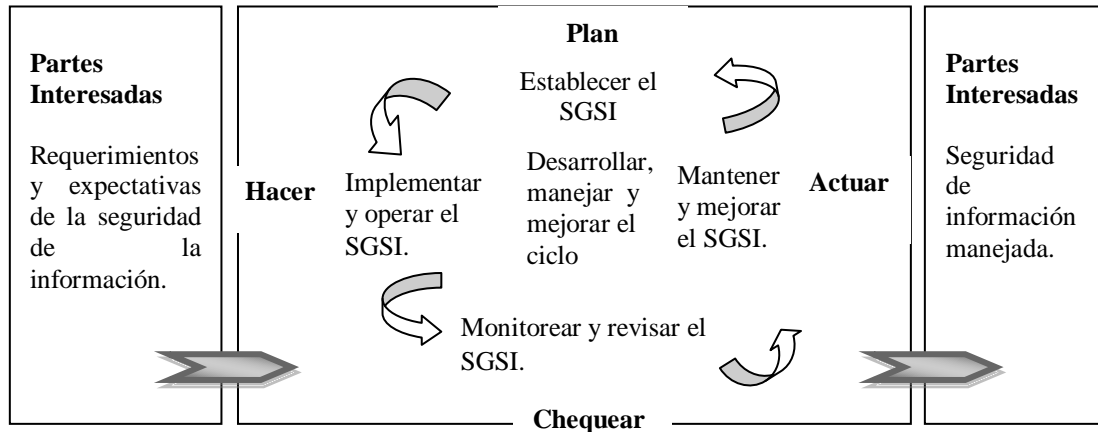 Partes
Interesadas
Requerimientos
y expectativas
de la seguridad
de la
información.
Plan
Establecer el
SGSI
Hacer
Implementar
y operar el
SGSI.
Desarrollar,
manejar y
mejorar el
ciclo
Mantener
y mejorar
el SGSI.
Actuar
Monitorear y revisar el
SGSI.
Chequear
Partes
Interesadas
Seguridad
de
información
manejada.